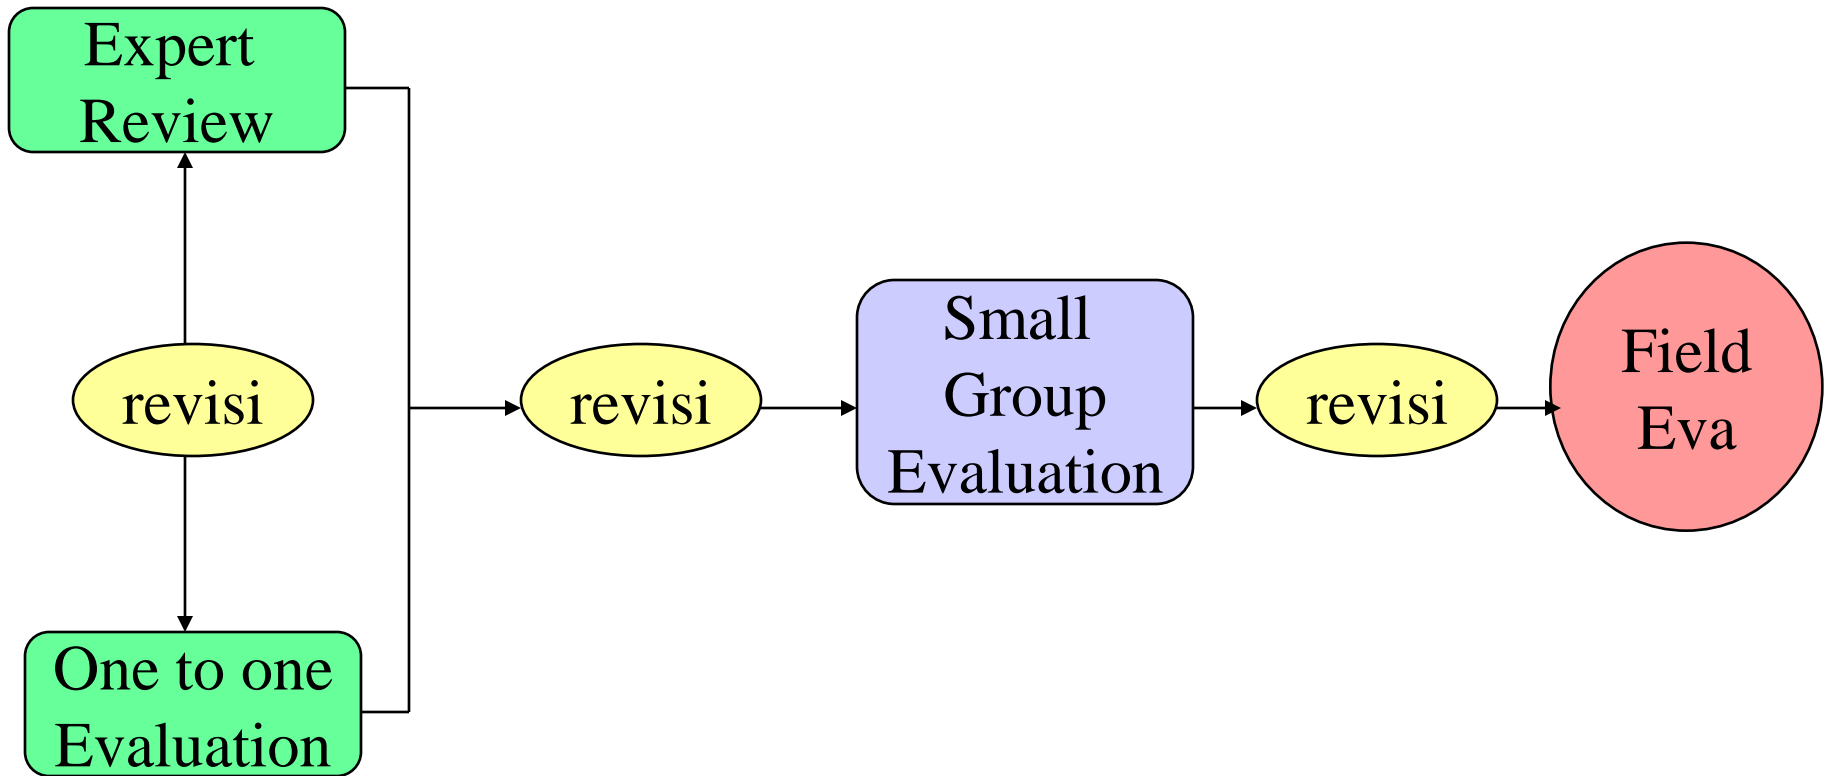 Expert
Review
revisi
One to one
Evaluation
revisi
Small
Group
Evaluation
revisi
Field
Eva